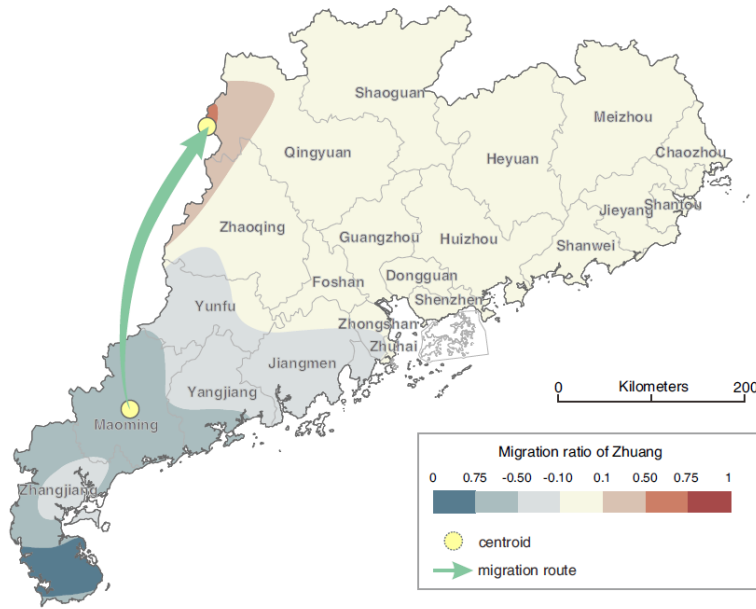 Shaoguan
Meizhou
Qingyuan
Heyuan
Chaozhou
Shantou
Jieyang
Zhaoqing
Guangzhou
Huizhou
Shanwei
Foshan
Dongguan
Yunfu
Shenzhen
Zhongshan
Zhuhai
Jiangmen
Yangjiang
Maoming
Zhangjiang
0 Kilometers 200
Migration ratio of Zhuang
0 0.75 -0.50 -0.10 0.1 0.50 0.75 1
centroid
migration route